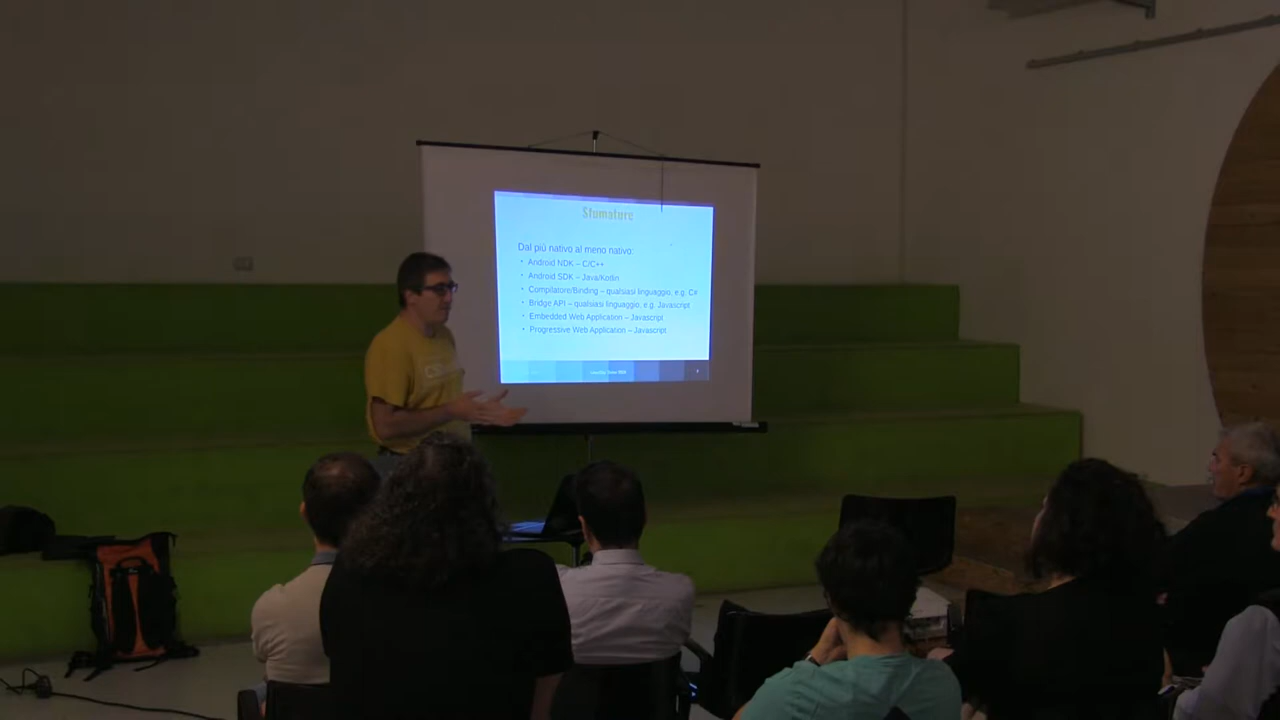 Sfumature
Dal più nativo al meno nativo:
• Android NDK – C/C++
• Android SDK – Java/Kotlin
• Compilatore/Binding – qualsiasi linguaggio, e.g. C#
• Bridge API – qualsiasi linguaggio, e.g. Javascript
• Embedded Web Application – Javascript
• Progressive Web Application – Javascript